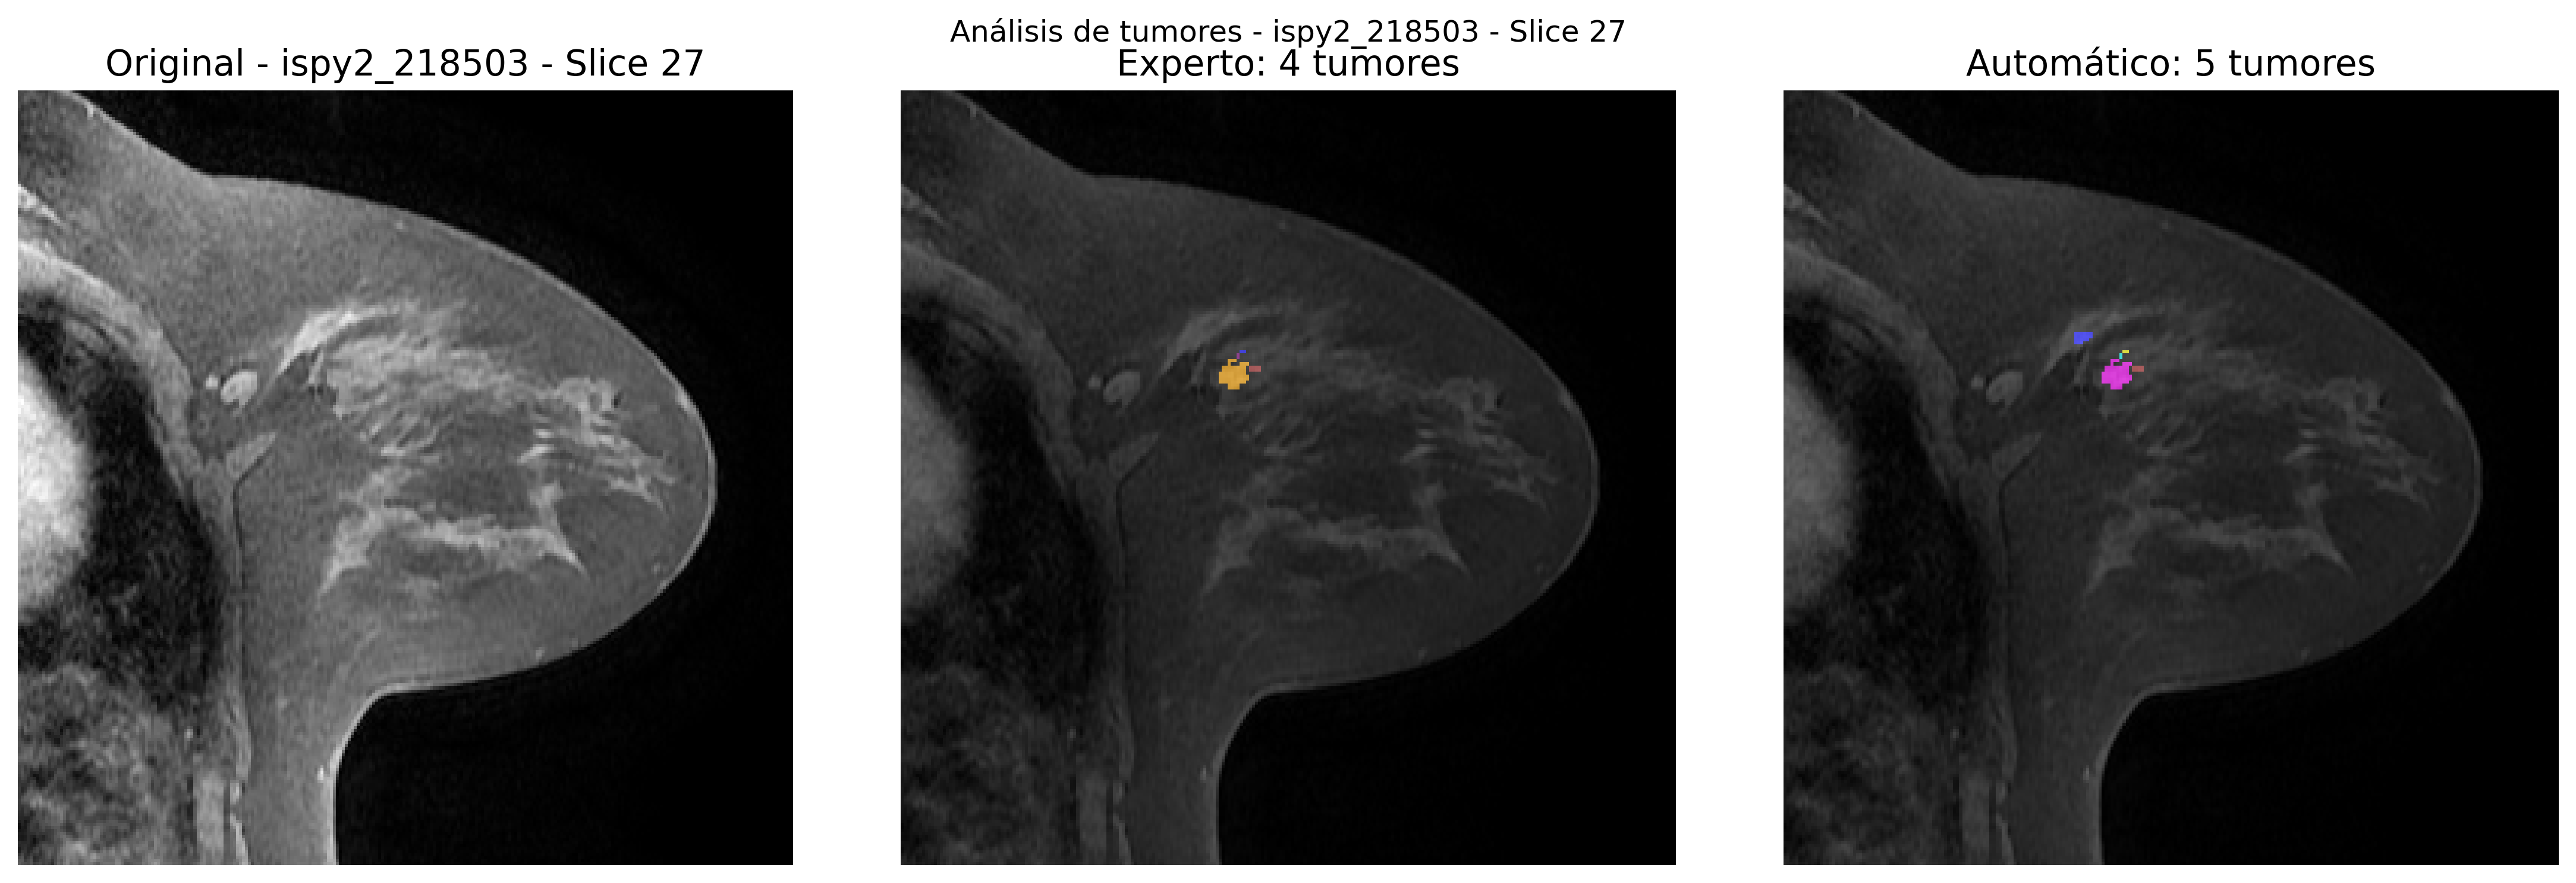 Análisis de tumores - ispy2_218503 - Slice 27
Original - ispy2_218503 - Slice 27
Experto: 4 tumores
Automático: 5 tumores